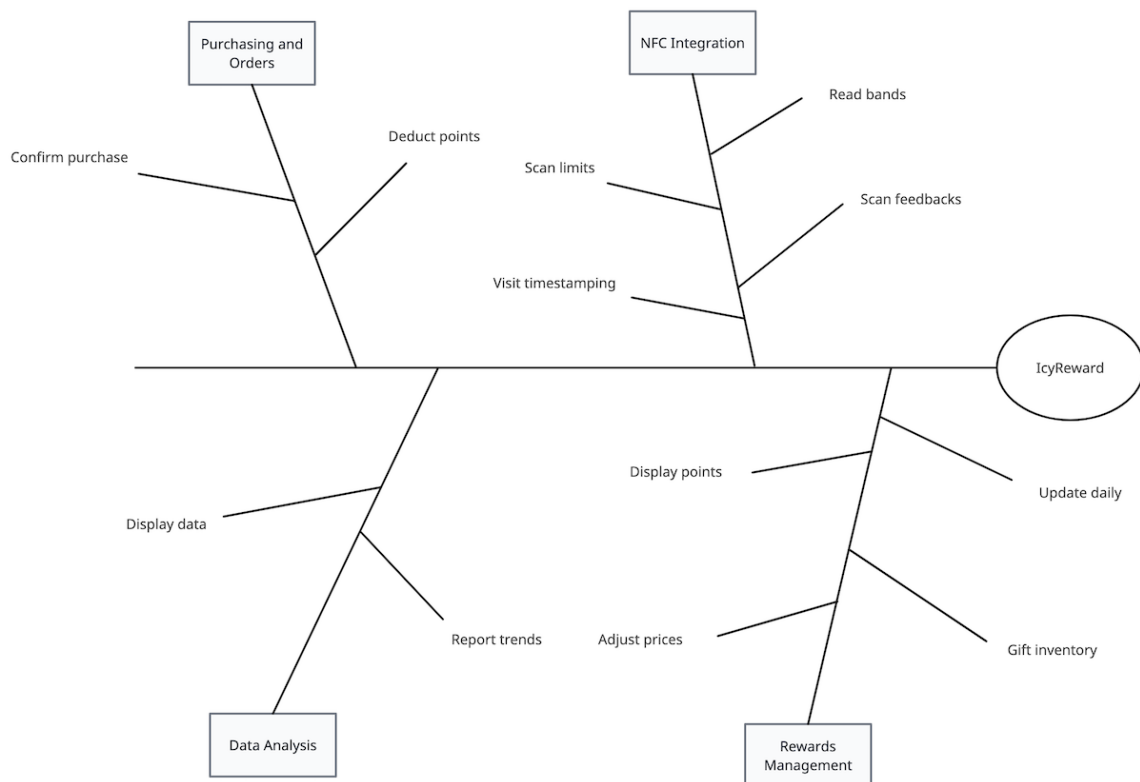 Purchasing and
Orders
NFC Integration
Read bands
Deduct points
Confirm purchase
Scan limits
Scan feedbacks
Visit timestamping
IcyReward
Display points
Update daily
Display data
Report trends
Adjust prices
Gift inventory
Data Analysis
Rewards
Management